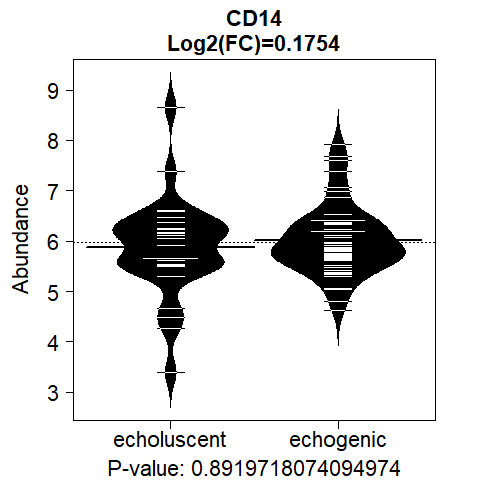 CD14
Log2(FC)=0.1754
Abundance
9
8
7
6
5
4
3
echoluscent echogenic
P-value: 0.8919718074094974